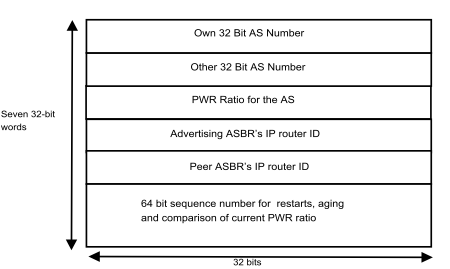 Own 32 Bit AS Number
Other 32 Bit AS Number
PWR Ratio for the AS
Seven 32-bit
words
Advertising ASBR's IP router ID
Peer ASBR's IP router ID
64 bit sequence number for restarts, aging
and comparison of current PWR ratio
32 bits